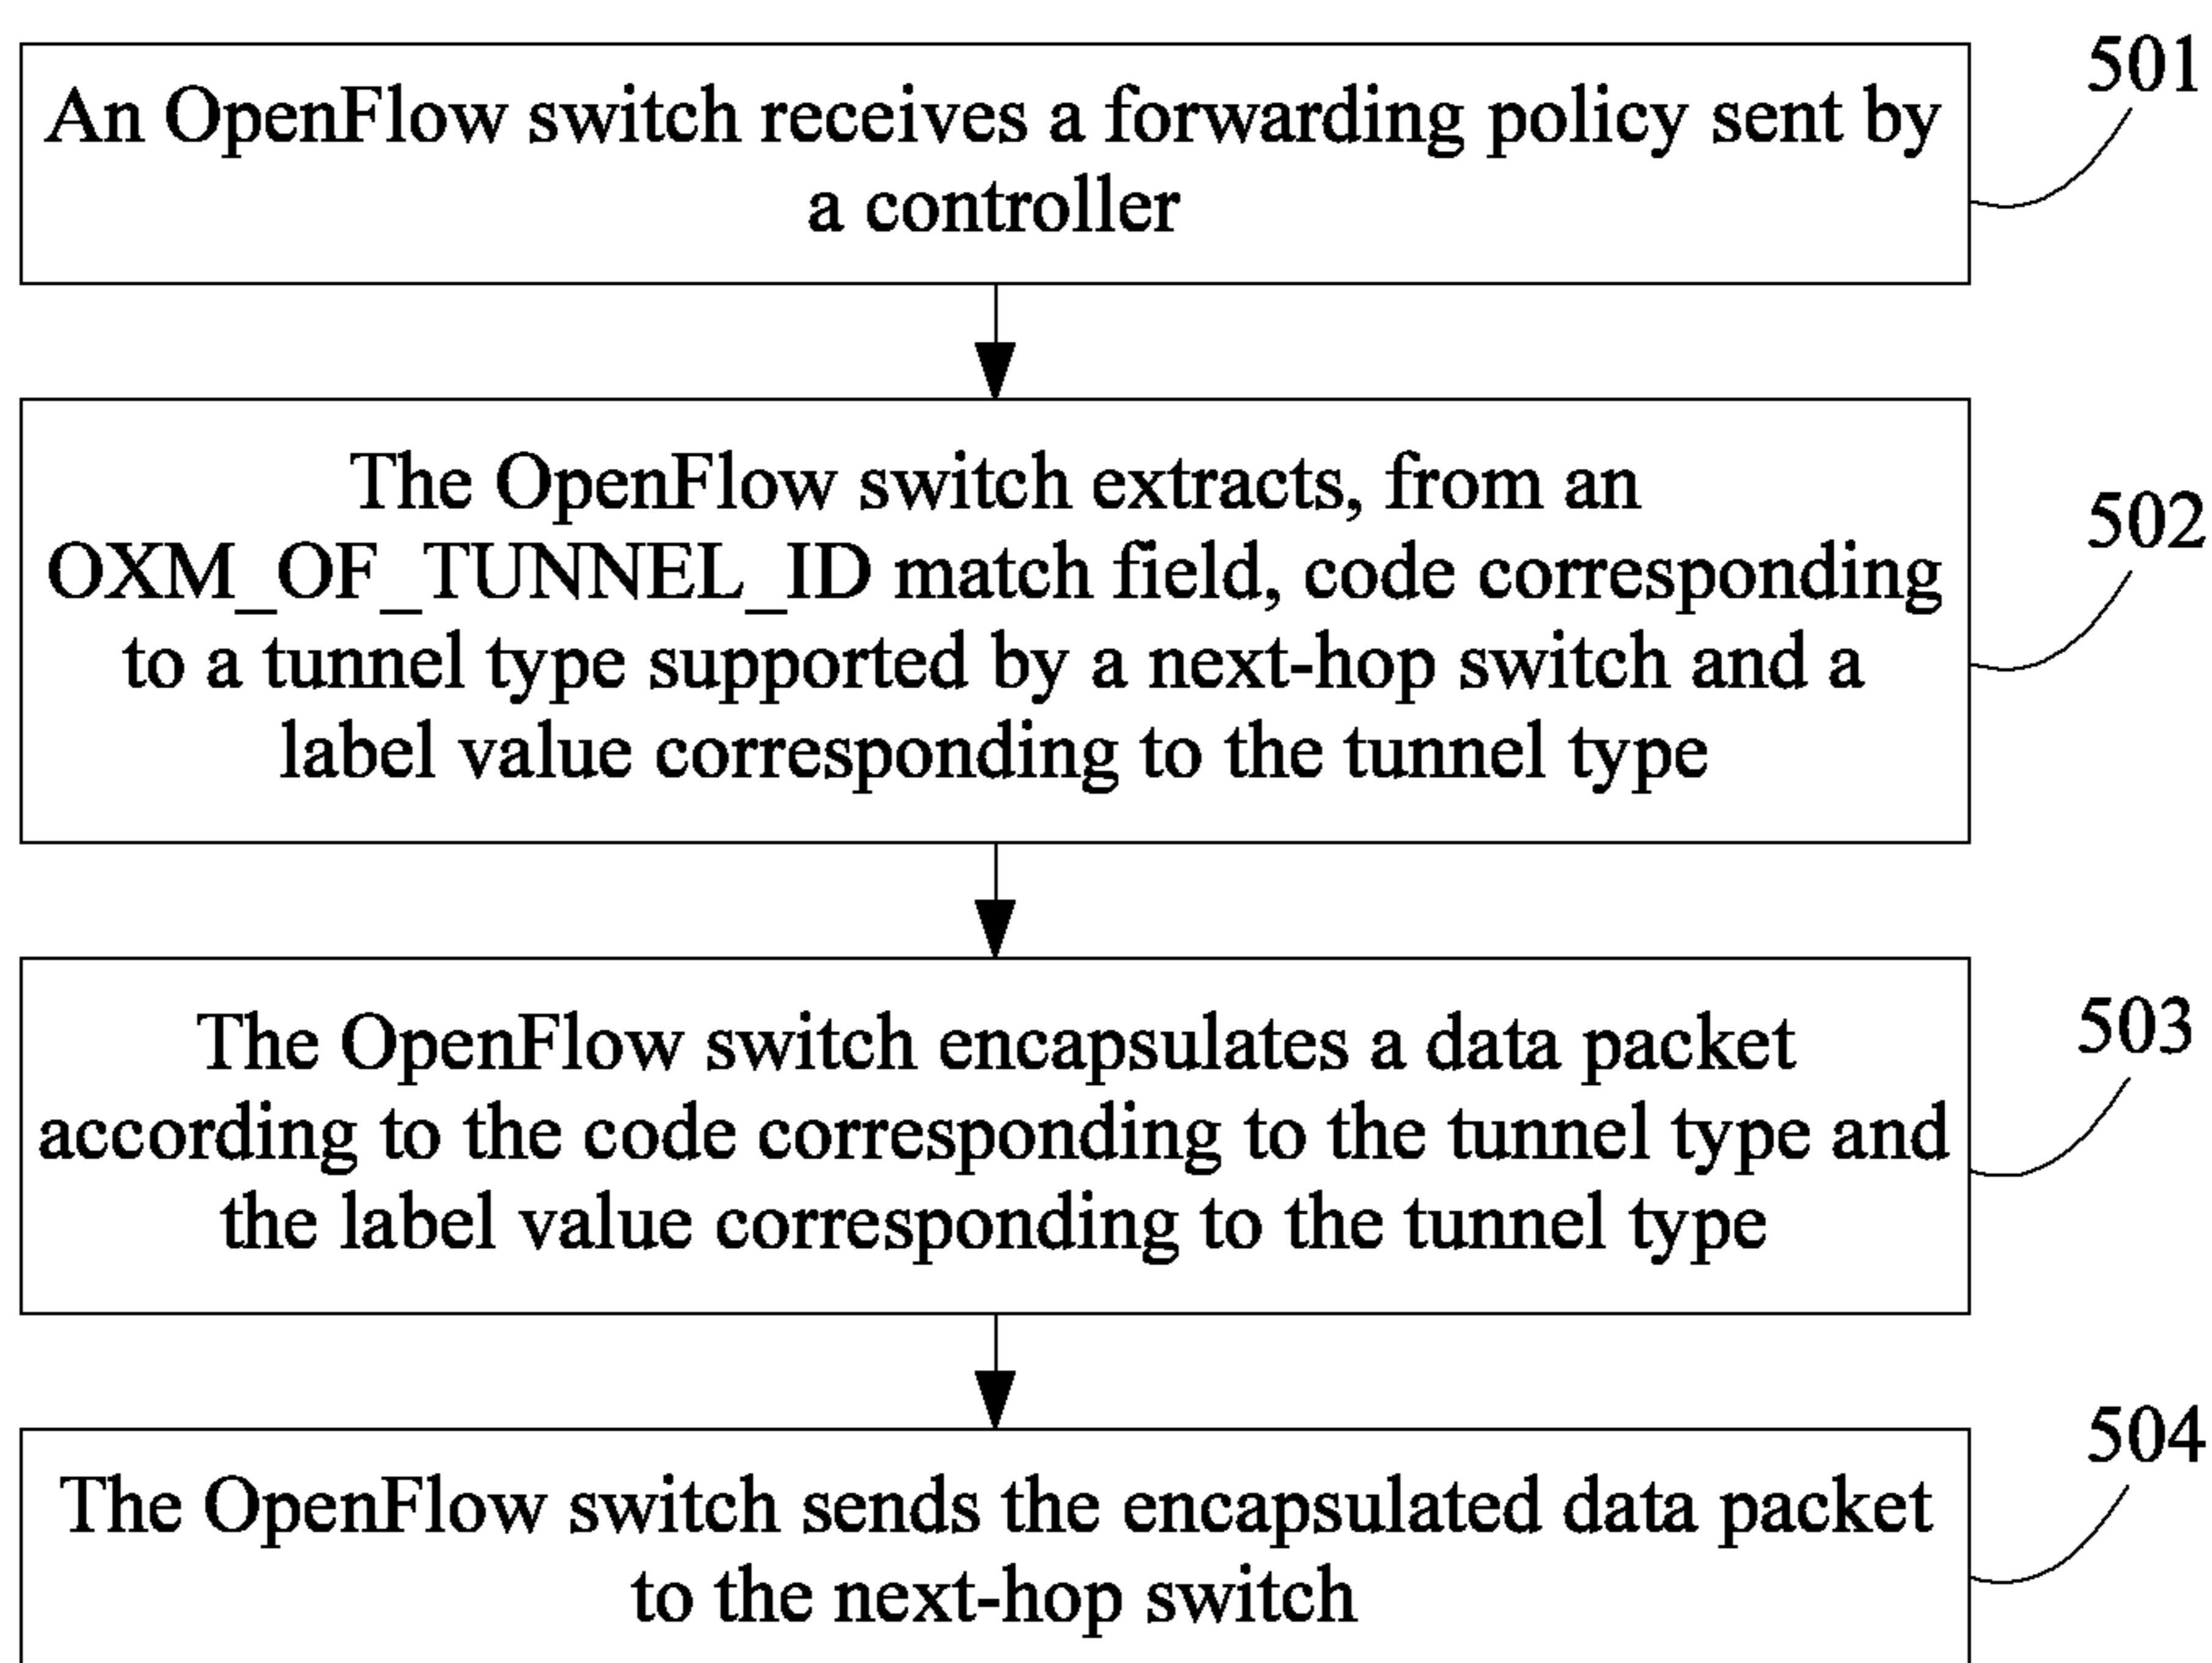 An OpenFlow switch receives a forwarding policy sent by
a controller
501
The OpenFlow switch extracts, from an
OXM_OF_TUNNEL_ID match field, code corresponding
to a tunnel type supported by a next-hop switch and a
label value corresponding to the tunnel type
502
The OpenFlow switch encapsulates a data packet
according to the code corresponding to the tunnel type and
the label value corresponding to the tunnel type
503
The OpenFlow switch sends the encapsulated data packet
to the next-hop switch
504